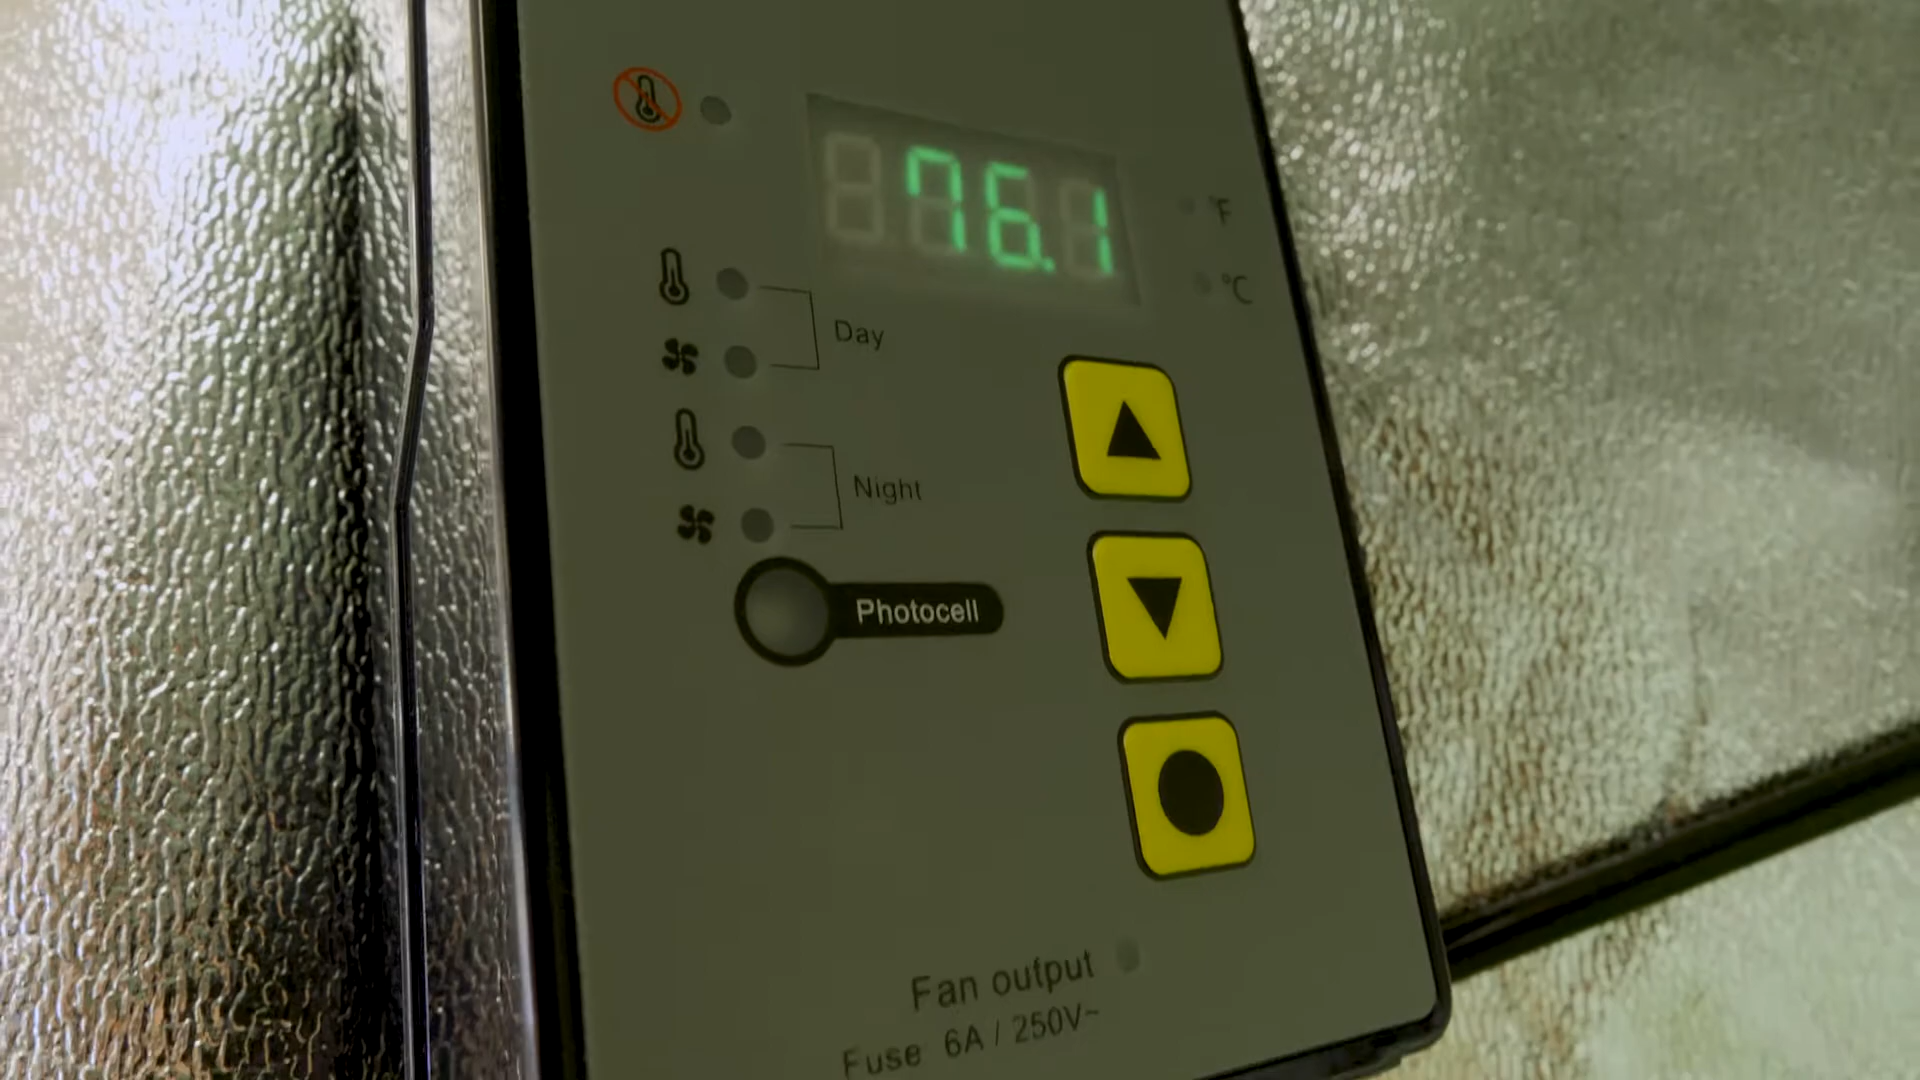 76.1
°F
°C
Day
Night
Photocell
Fan output
Fuse 6A / 250V~